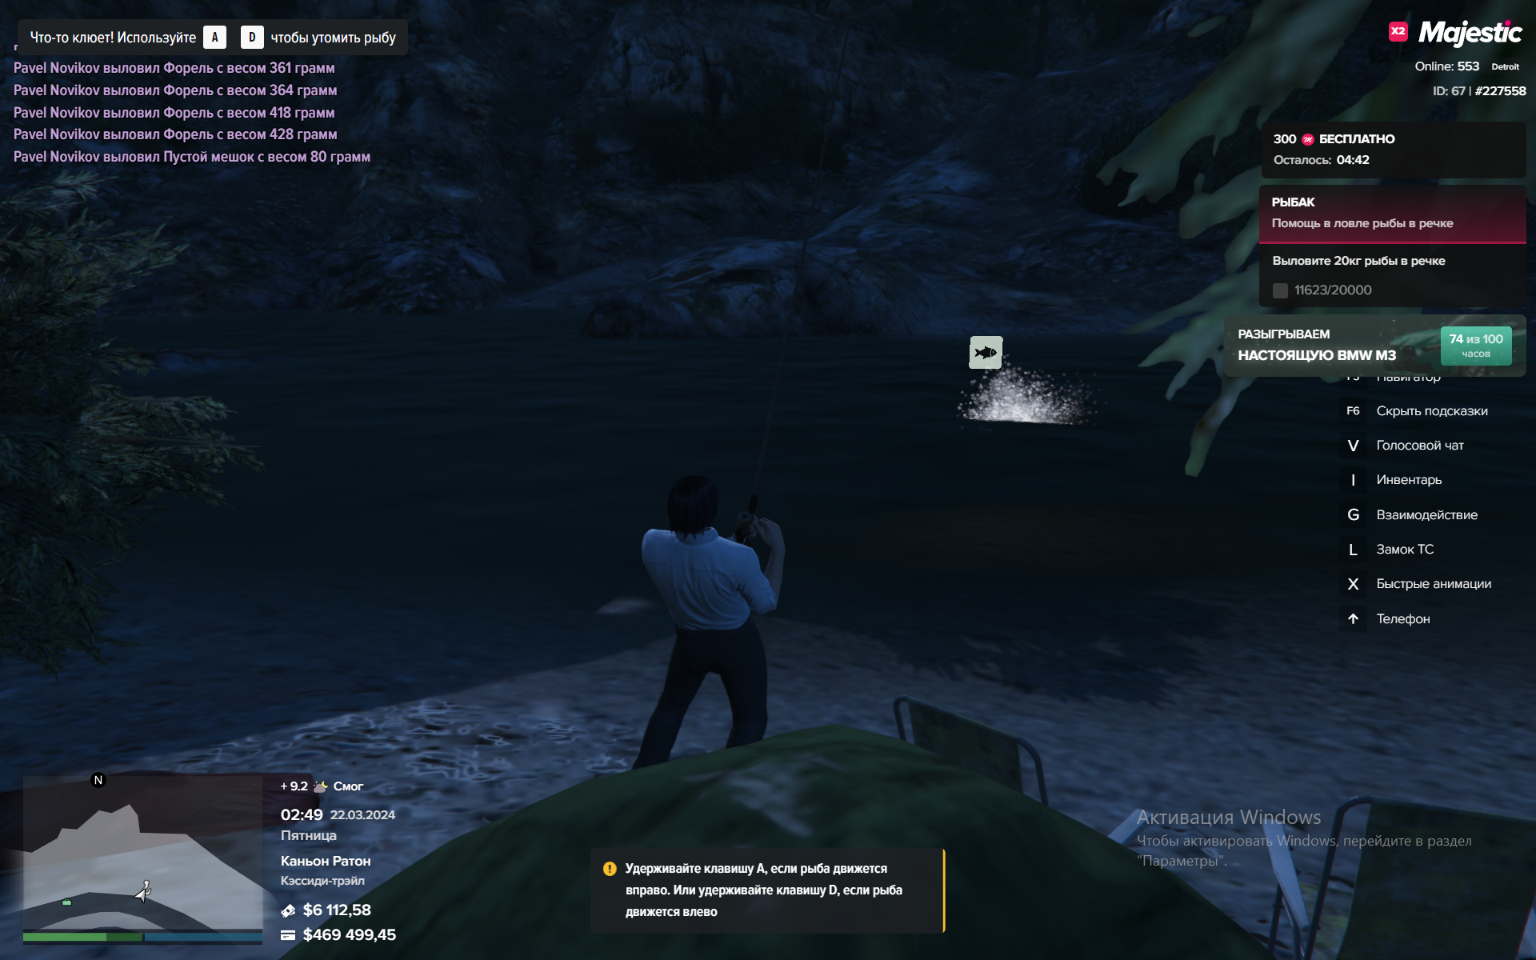 Что-то клюет! Используйте A D чтобы утомить рыбу
Pavel Novikov выловил Форель с весом 361 грамм
Pavel Novikov выловил Форель с весом 364 грамм
Pavel Novikov выловил Форель с весом 418 грамм
Pavel Novikov выловил Форель с весом 428 грамм
Pavel Novikov выловил Пустой мешок с весом 80 грамм
X2 Majestic
Online: 553 Detroit
ID: 67 | #227558
300 БЕСПЛАТНО
Осталось: 04:42
РЫБАК
Помощь в ловле рыбы в речке
Выловите 20кг рыбы в речке
11623/20000
РАЗЫГРЫВАЕМ
НАСТОЯЩУЮ BMW M3
74 из 100
часов
Навигатор
F6 Скрыть подсказки
V Голосовой чат
I Инвентарь
G Взаимодействие
L Замок ТС
X Быстрые анимации
↑ Телефон
N
+9.2 Смог
02:49 22.03.2024
Пятница
Каньон Ратон
Кэссиди-трэйл
$6 112,58
$469 499,45
Удерживайте клавишу A, если рыба движется
вправо. Или удерживайте клавишу D, если рыба
движется влево
Активация Windows
Чтобы активировать Windows, перейдите в раздел
"Параметры".